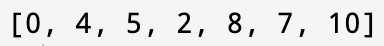 [0, 4, 5, 2, 8, 7, 10]